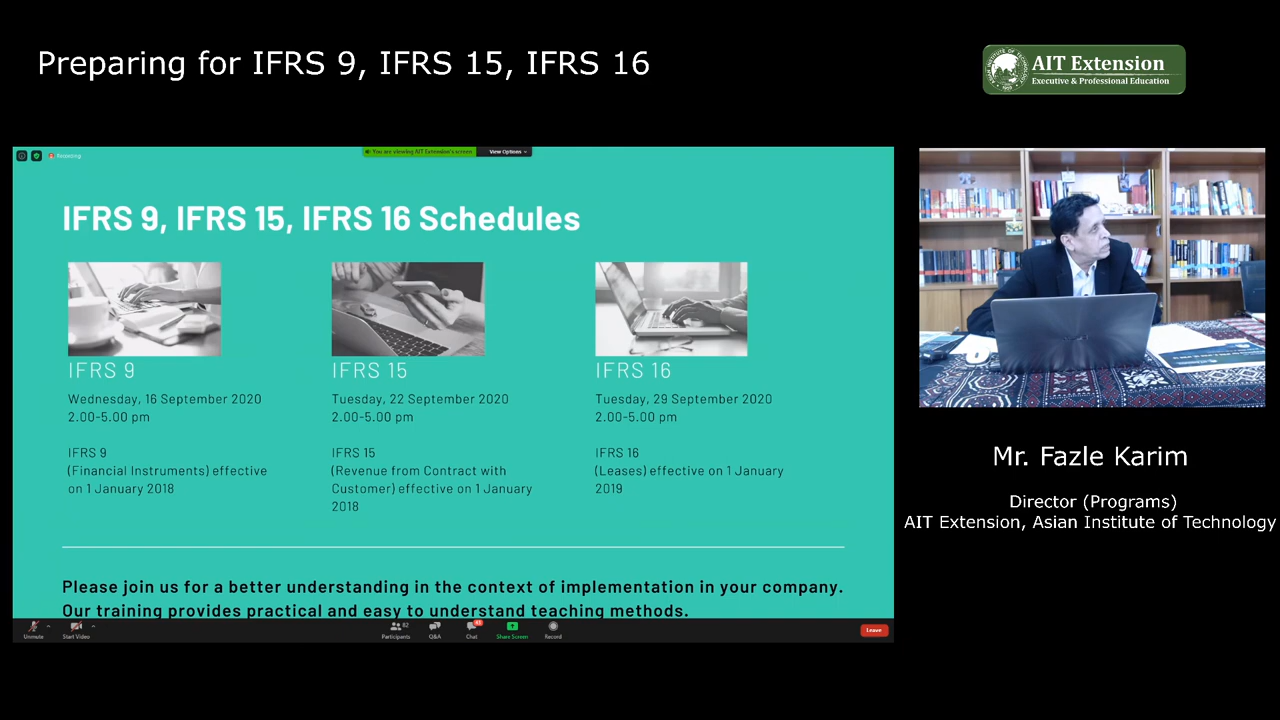 Preparing for IFRS 9, IFRS 15, IFRS 16
AIT Extension
Executive & Professional Education
You are viewing AIT Extension's screen
View Options
IFRS 9, IFRS 15, IFRS 16 Schedules
IFRS 9
Wednesday, 16 September 2020
2.00-5.00 pm
IFRS 9
(Financial Instruments) effective
on 1 January 2018
IFRS 15
Tuesday, 22 September 2020
2.00-5.00 pm
IFRS 15
(Revenue from Contract with
Customer) effective on 1 January
2018
IFRS 16
Tuesday, 29 September 2020
2.00-5.00 pm
IFRS 16
(Leases) effective on 1 January
2019
Please join us for a better understanding in the context of implementation in your company.
Our training provides practical and easy to understand teaching methods.
Unmute
Start Video
Participants
82
Q&A
Chat
Share Screen
Record
Leave
Mr. Fazle Karim
Director (Programs)
AIT Extension, Asian Institute of Technology